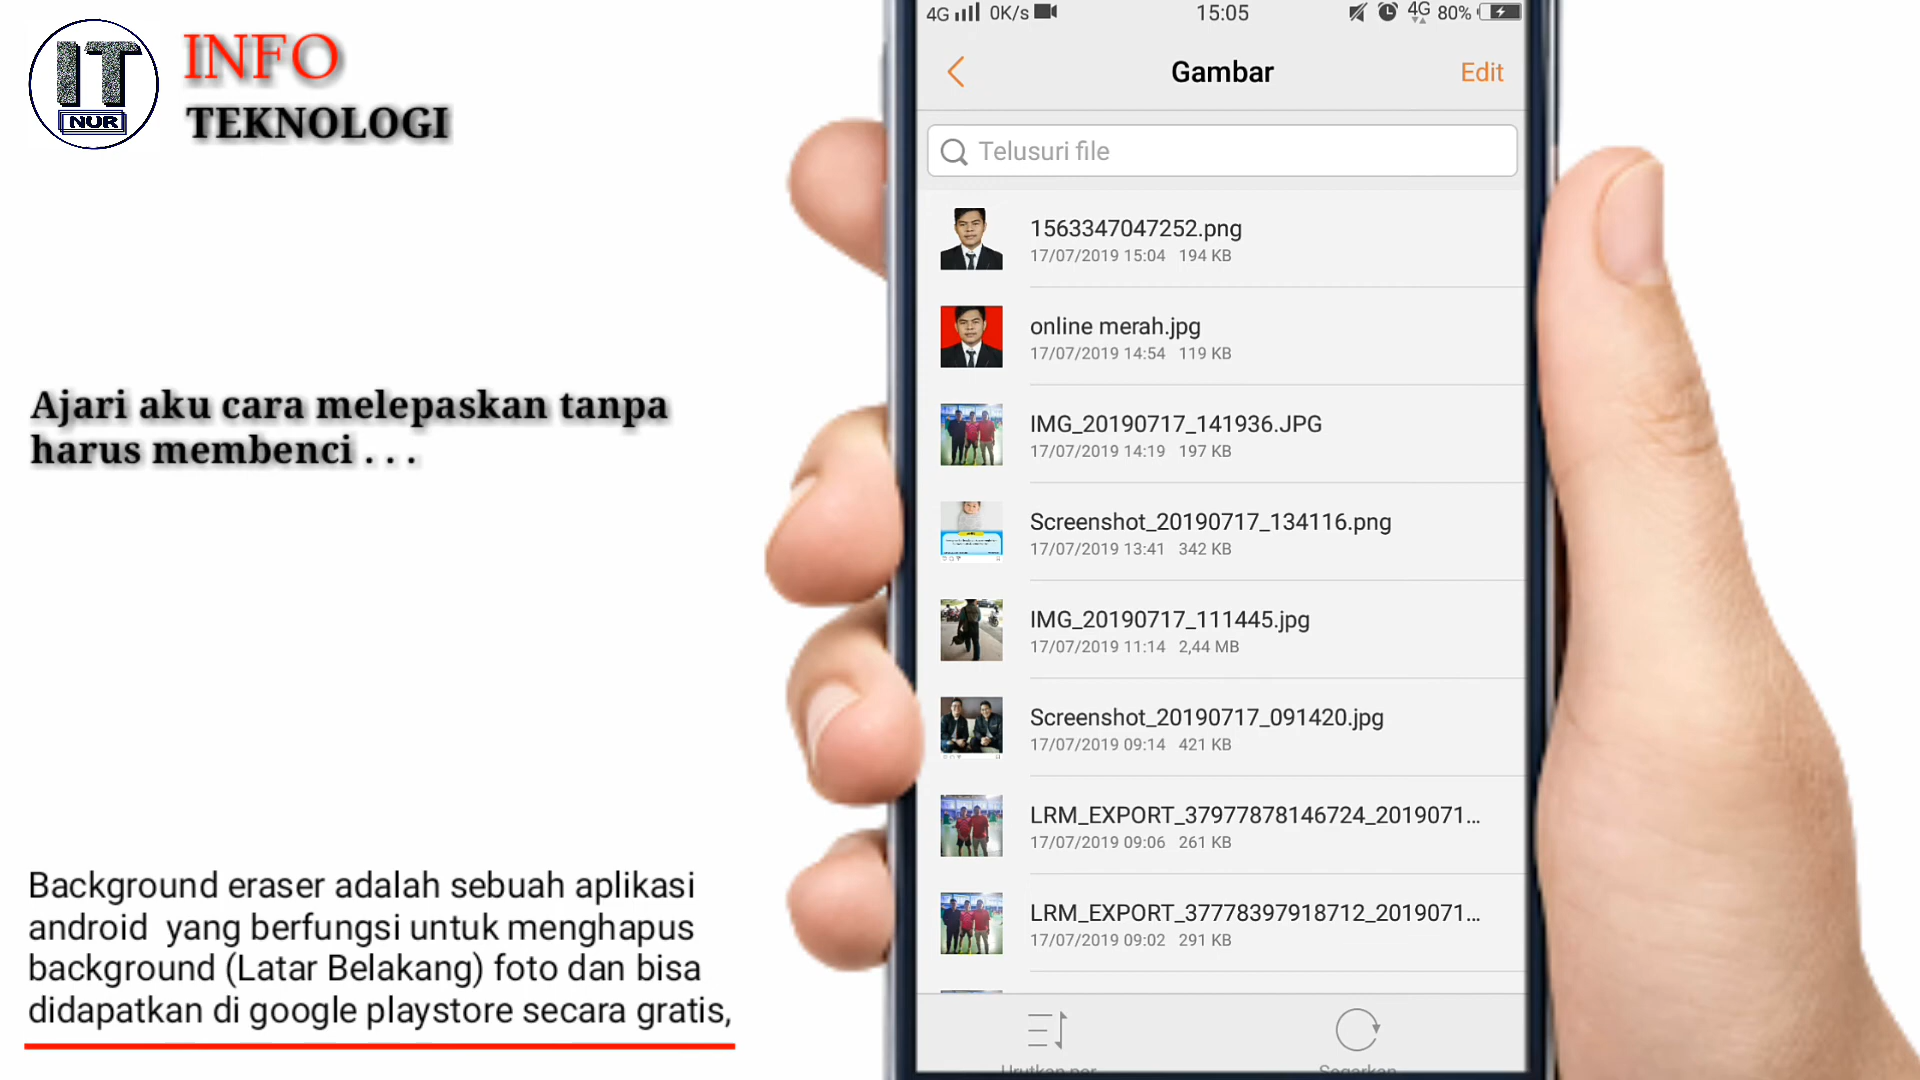 IT
NUR
INFO
TEKNOLOGI
Ajari aku cara melepaskan tanpa
harus membenci . . .
Background eraser adalah sebuah aplikasi
android yang berfungsi untuk menghapus
background (Latar Belakang) foto dan bisa
didapatkan di google playstore secara gratis,
4G 0K/s 15:05 4G 80%
Gambar
Edit
Telusuri file
1563347047252.png
17/07/2019 15:04 194 KB
online merah.jpg
17/07/2019 14:54 119 KB
IMG_20190717_141936.JPG
17/07/2019 14:19 197 KB
Screenshot_20190717_134116.png
17/07/2019 13:41 342 KB
IMG_20190717_111445.jpg
17/07/2019 11:14 2,44 MB
Screenshot_20190717_091420.jpg
17/07/2019 09:14 421 KB
LRM_EXPORT_37977878146724_2019071...
17/07/2019 09:06 261 KB
LRM_EXPORT_37778397918712_2019071...
17/07/2019 09:02 291 KB
Urutkan per
Segarkan